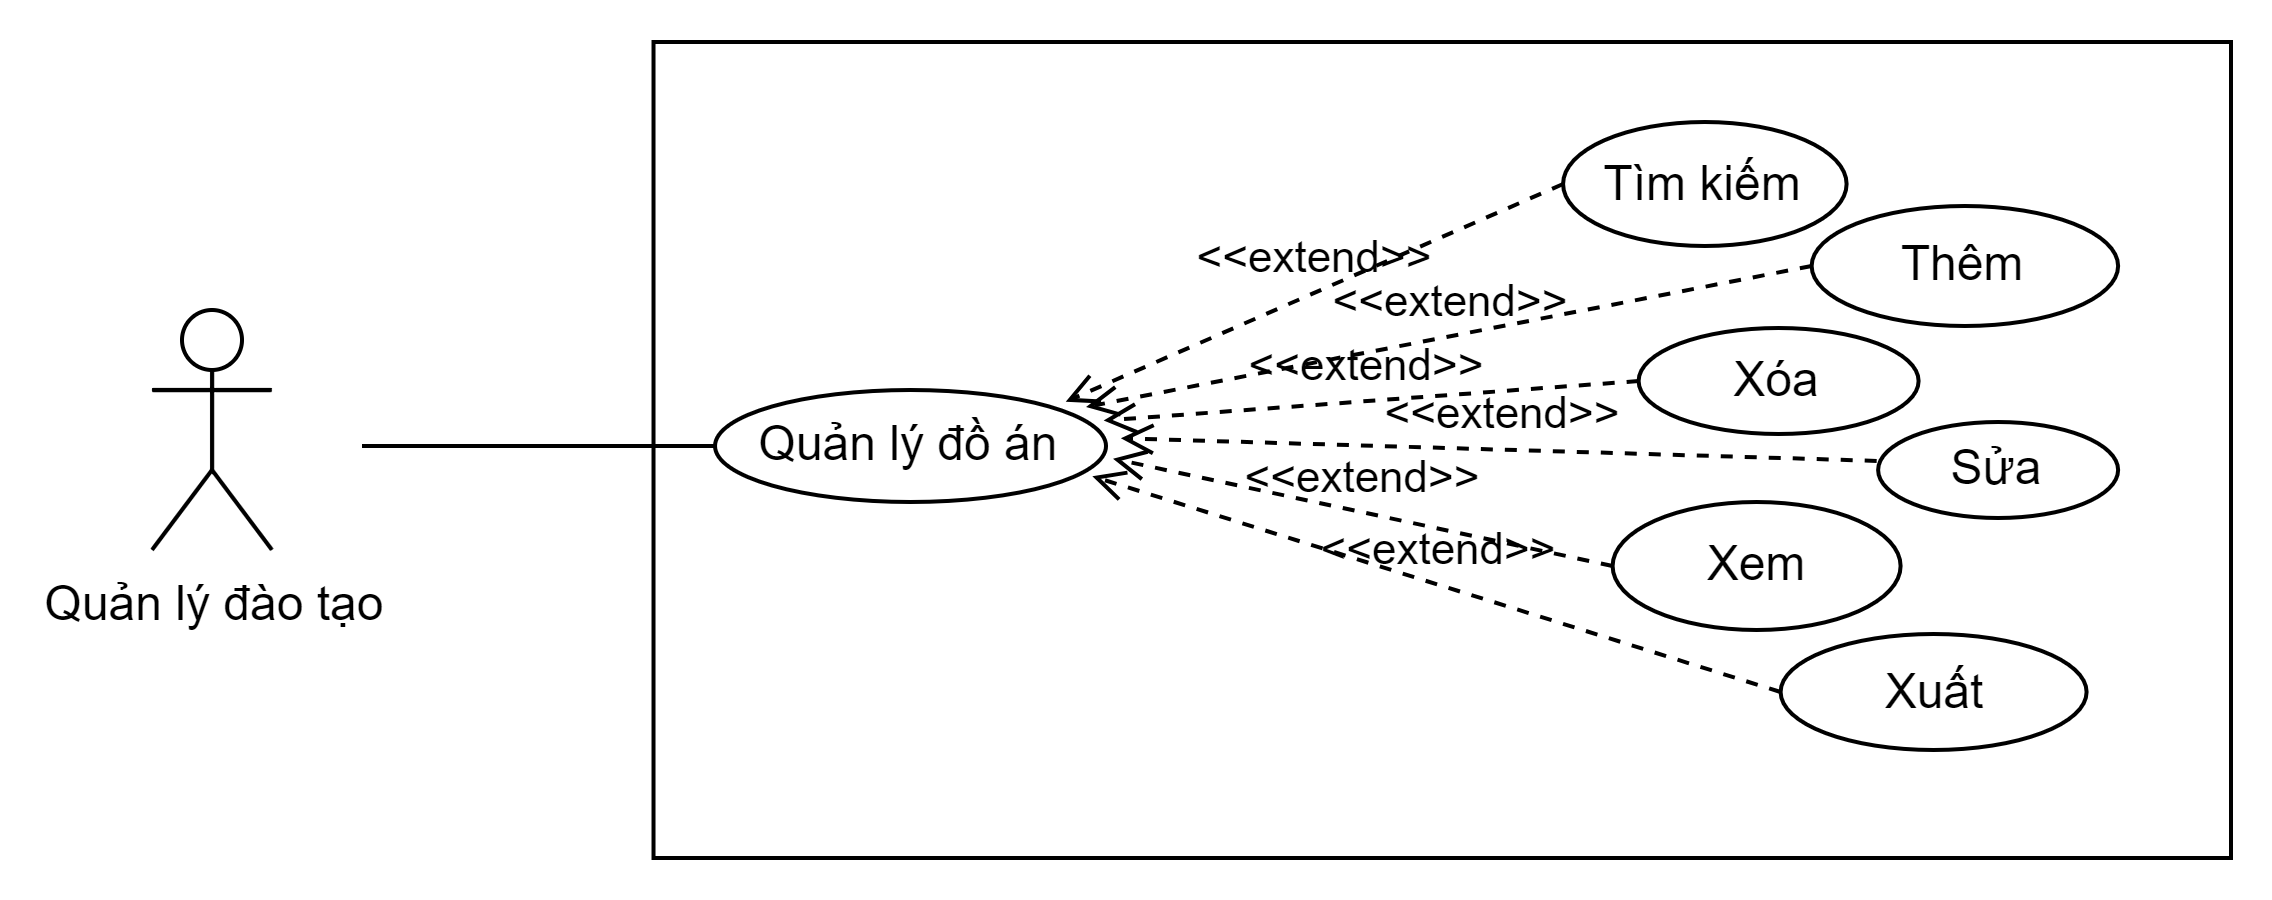 Tìm kiếm
<<extend>>
Thêm
<<extend>>
<<extend>>
Xóa
<<extend>>
Quản lý đồ án
Sửa
<<extend>>
<<extend>>
Xem
Quản lý đào tạo
Xuất